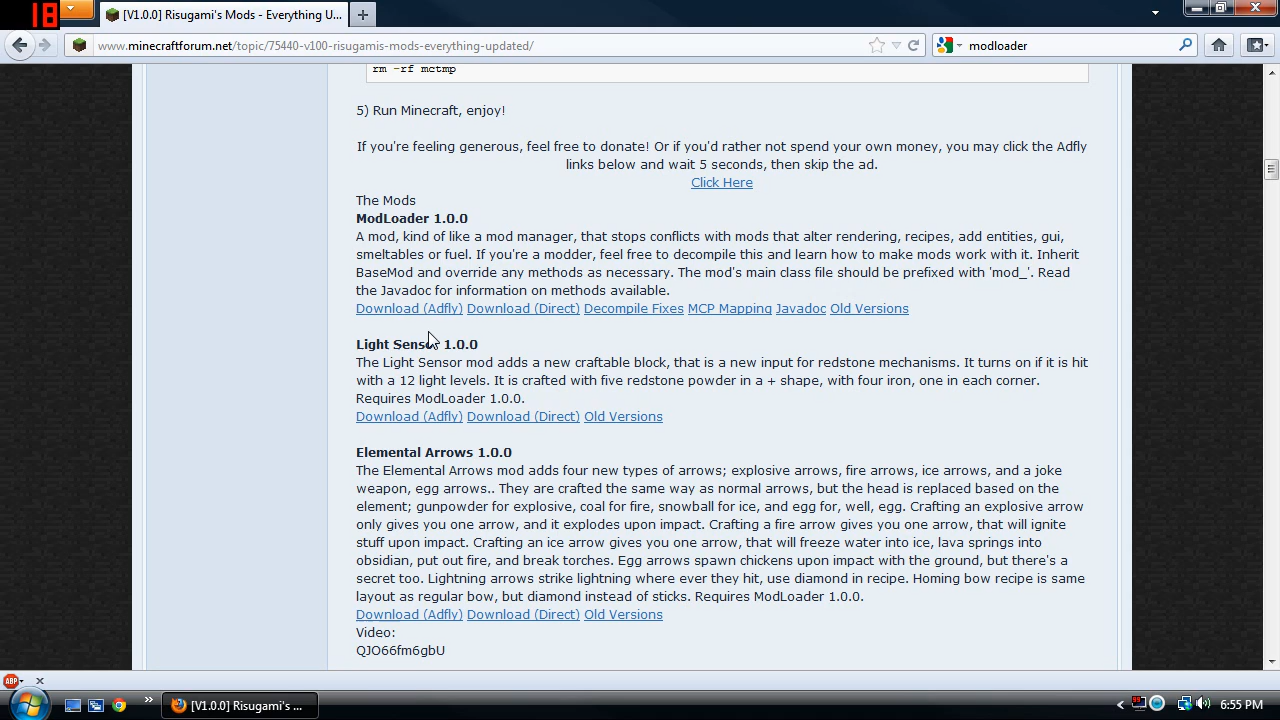 18
[V1.0.0] Risugami's Mods - Everything U...
www.minecraftforum.net/topic/75440-v100-risugamis-mods-everything-updated/
modloader
rm -rf mctmp
5) Run Minecraft, enjoy!
If you're feeling generous, feel free to donate! Or if you'd rather not spend your own money, you may click the Adfly
links below and wait 5 seconds, then skip the ad.
Click Here
The Mods
ModLoader 1.0.0
A mod, kind of like a mod manager, that stops conflicts with mods that alter rendering, recipes, add entities, gui,
smeltables or fuel. If you're a modder, feel free to decompile this and learn how to make mods work with it. Inherit
BaseMod and override any methods as necessary. The mod's main class file should be prefixed with 'mod_'. Read
the Javadoc for information on methods available.
Download (Adfly) Download (Direct) Decompile Fixes MCP Mapping Javadoc Old Versions
Light Sensor 1.0.0
The Light Sensor mod adds a new craftable block, that is a new input for redstone mechanisms. It turns on if it is hit
with a 12 light levels. It is crafted with five redstone powder in a + shape, with four iron, one in each corner.
Requires ModLoader 1.0.0.
Download (Adfly) Download (Direct) Old Versions
Elemental Arrows 1.0.0
The Elemental Arrows mod adds four new types of arrows; explosive arrows, fire arrows, ice arrows, and a joke
weapon, egg arrows.. They are crafted the same way as normal arrows, but the head is replaced based on the
element; gunpowder for explosive, coal for fire, snowball for ice, and egg for, well, egg. Crafting an explosive arrow
only gives you one arrow, and it explodes upon impact. Crafting a fire arrow gives you one arrow, that will ignite
stuff upon impact. Crafting an ice arrow gives you one arrow, that will freeze water into ice, lava springs into
obsidian, put out fire, and break torches. Egg arrows spawn chickens upon impact with the ground, but there's a
secret too. Lightning arrows strike lightning where ever they hit, use diamond in recipe. Homing bow recipe is same
layout as regular bow, but diamond instead of sticks. Requires ModLoader 1.0.0.
Download (Adfly) Download (Direct) Old Versions
Video:
QJO66fm6gbU
ABP
[V1.0.0] Risugami's ...
6:55 PM